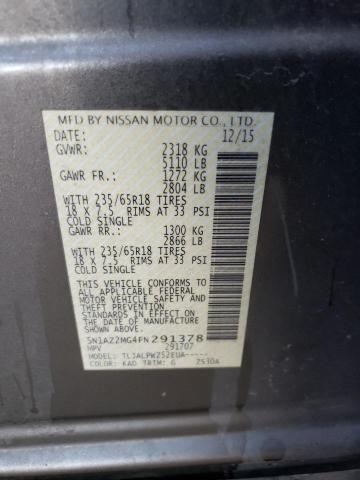 MFD BY NISSAN MOTOR CO., LTD.
DATE: 12/15
GVWR: 2318 KG
5110 LB
GAWR FR.: 1272 KG
2804 LB
WITH 235/65R18 TIRES
18 X 7.5 RIMS AT 33 PSI
COLD SINGLE
GAWR RR.: 1300 KG
2866 LB
WITH 235/65R18 TIRES
18 X 7.5 RIMS AT 33 PSI
COLD SINGLE
THIS VEHICLE CONFORMS TO ALL
APPLICABLE FEDERAL
MOTOR VEHICLE SAFETY AND
THEFT PREVENTION STANDARDS
IN EFFECT ON THE DATE OF
MANUFACTURE SHOWN ABOVE.
5N1AZ2MG4FN291378
MPV 291707
MODEL: TLJALPWZ52EUA-----
COLOR: KAD TRIM: G 2S30A